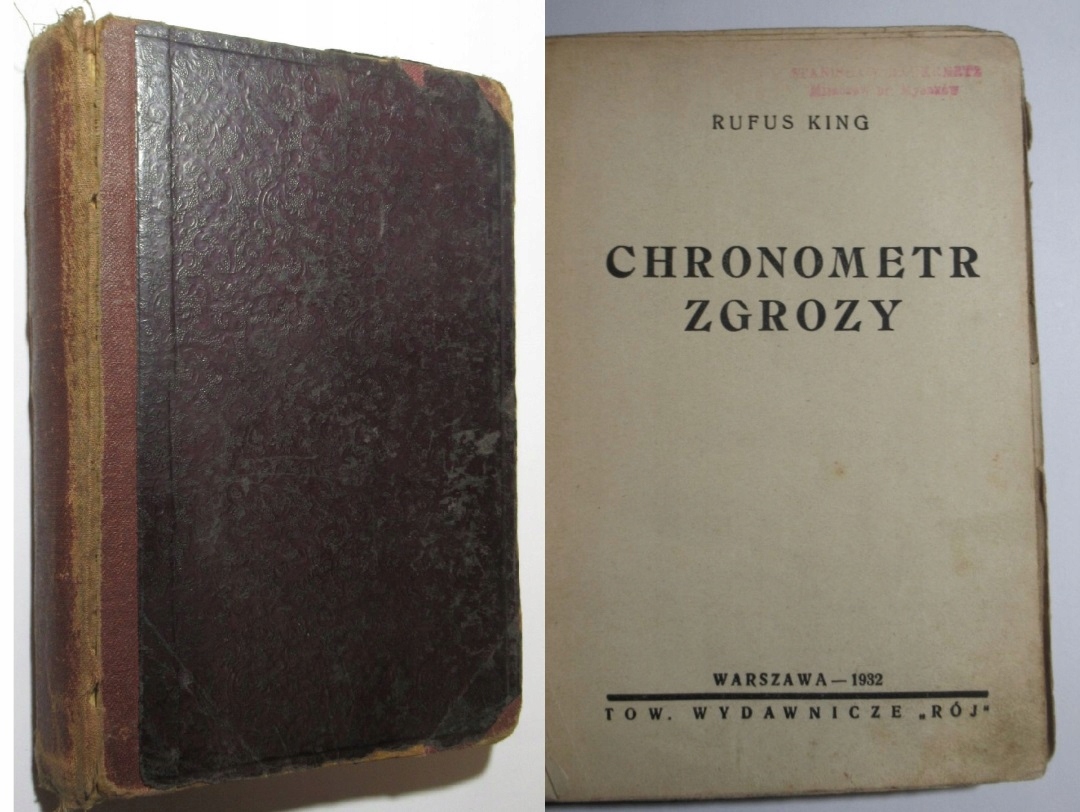 RUFUS KING
CHRONOMETR
ZGROZY
WARSZAWA — 1932
TOW. WYDAWNICZE „RÓJ"